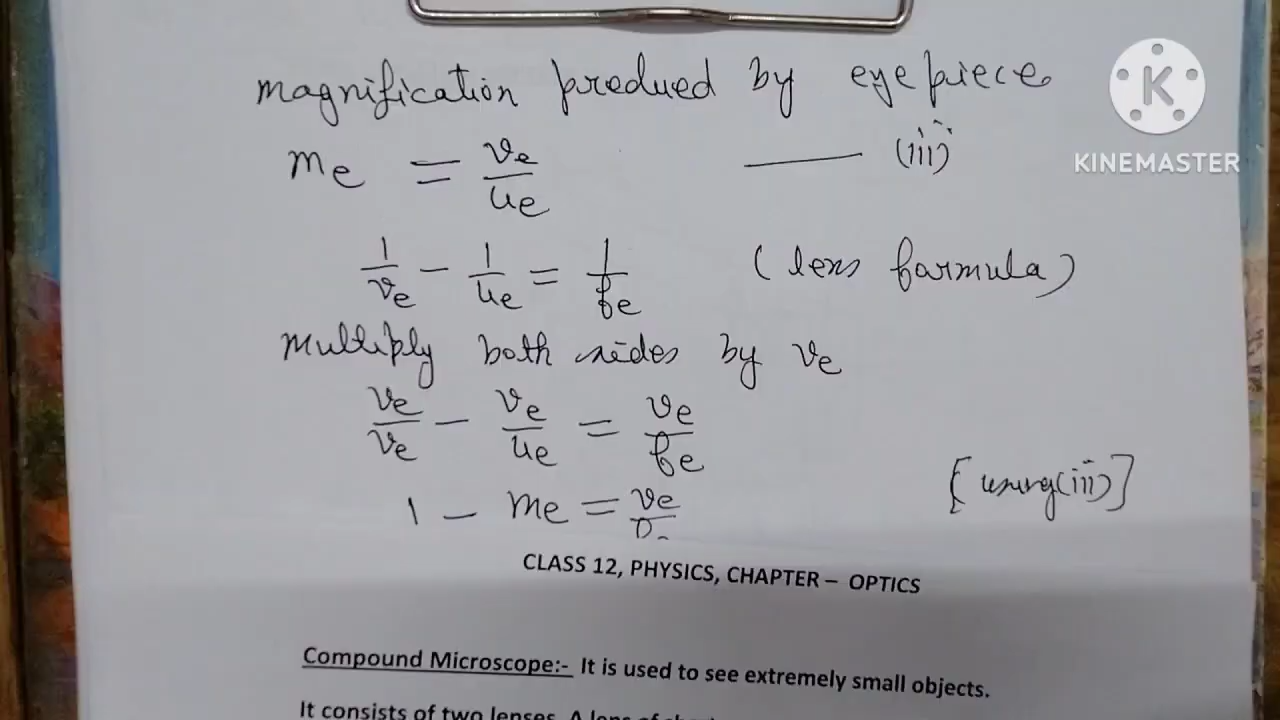 magnification produed by eyepiece
K
KINEMASTER
me = ve/ue ——— (iii)
1/ve - 1/ue = 1/fe (lens formula)
Multiply both sides by ve
ve/ve - ve/ue = ve/fe
1 - me = ve [using(iii)]
CLASS 12, PHYSICS, CHAPTER – OPTICS
Compound Microscope:- It is used to see extremely small objects.
It consists of two lenses. A lens of